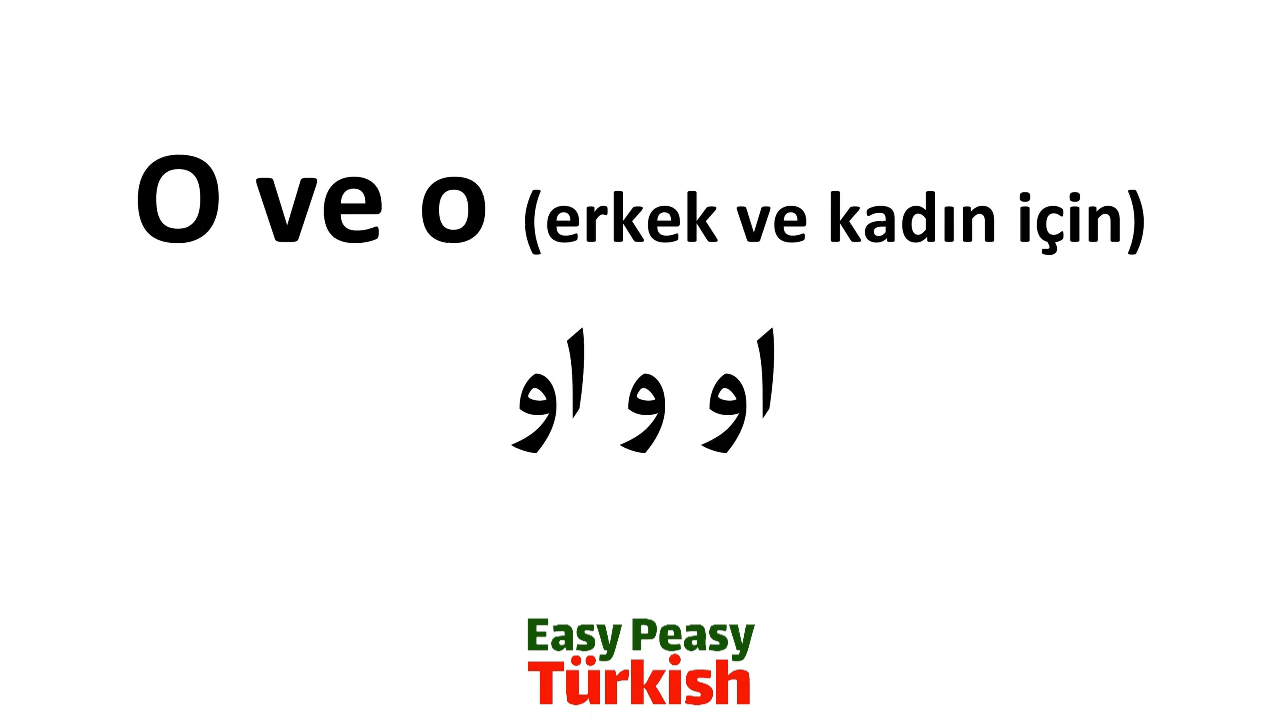 O ve o (erkek ve kadın için)
او و او
Easy Peasy
Türkish